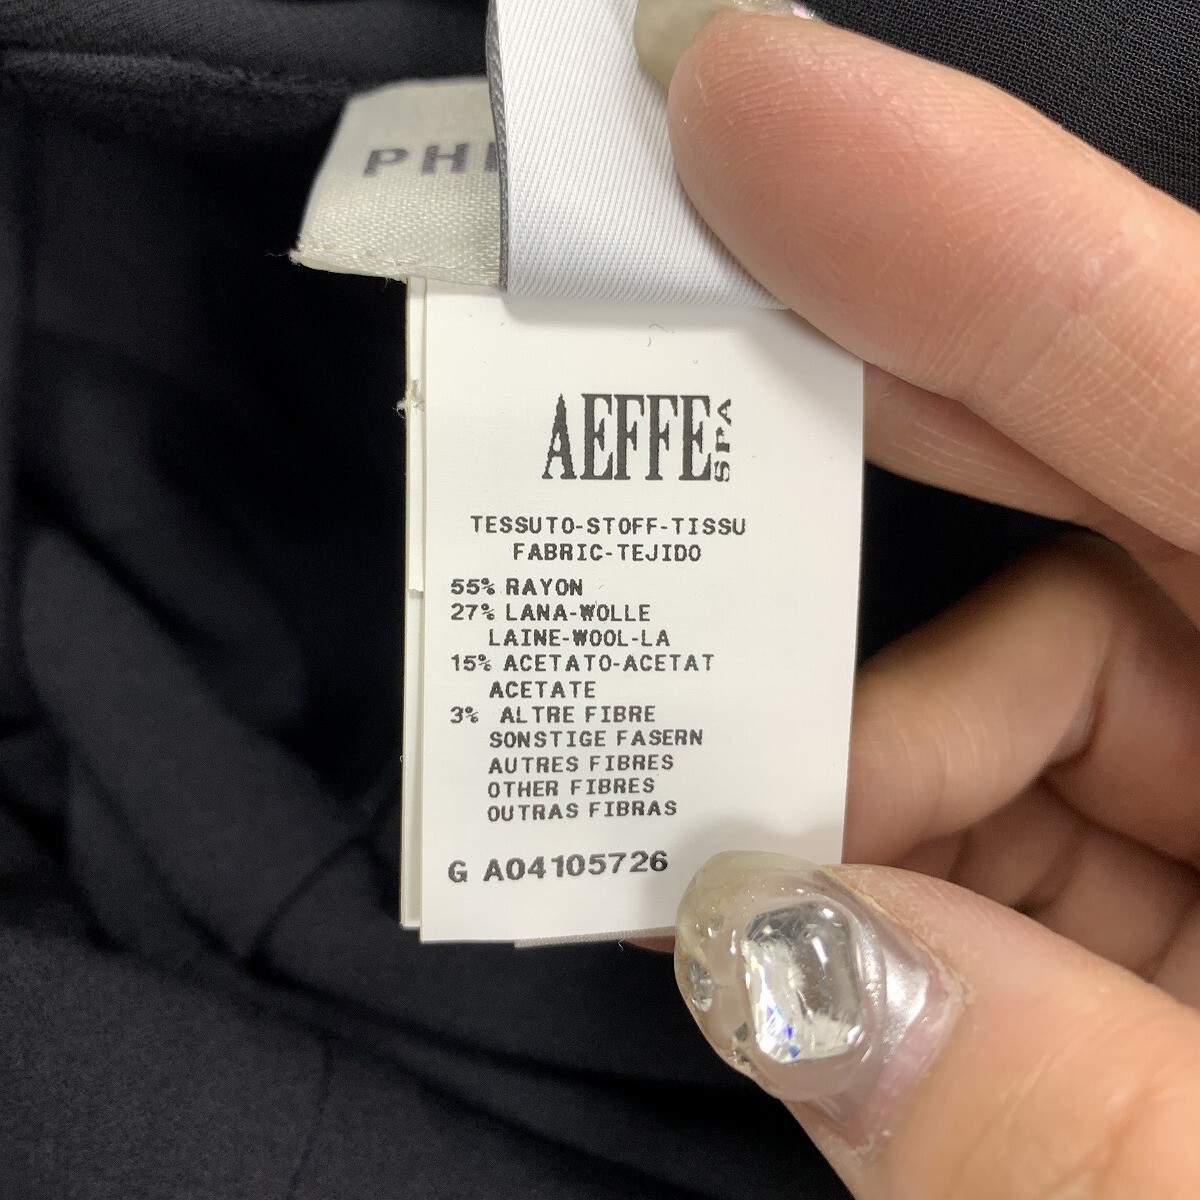 AEFFE SPA
TESSUTO-STOFF-TISSU
FABRIC-TEJIDO
55% RAYON
27% LANA-WOLLE
LAINE-WOOL-LA
15% ACETATO-ACETAT
ACETATE
3% ALTRE FIBRE
SONSTIGE FASERN
AUTRES FIBRES
OTHER FIBRES
OUTRAS FIBRAS
G A04105726